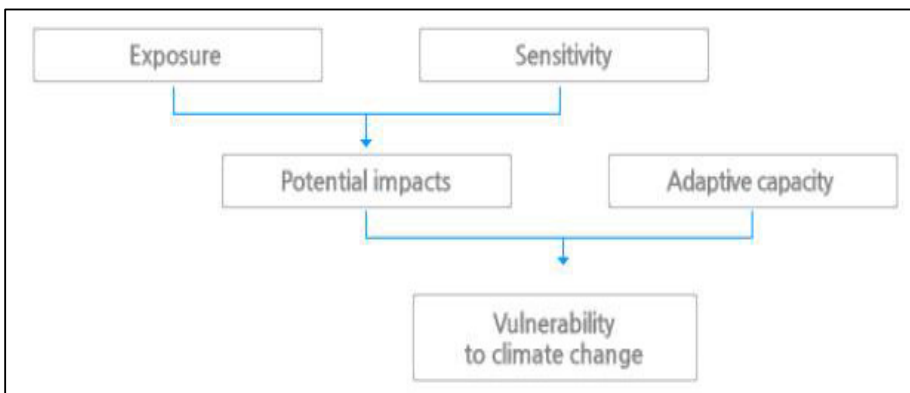 Exposure
Sensitivity
Potential impacts
Adaptive capacity
Vulnerability
to climate change